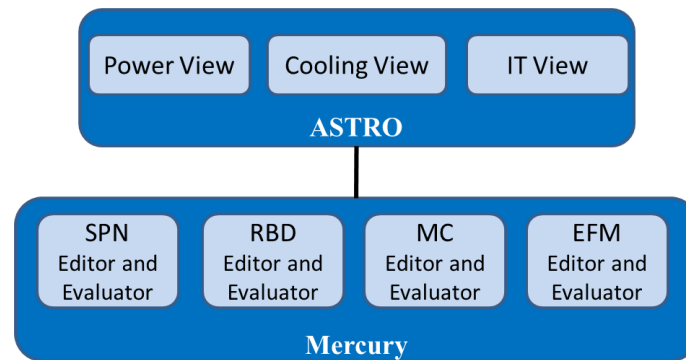 Power View
Cooling View
IT View
ASTRO
SPN
Editor and
Evaluator
RBD
Editor and
Evaluator
MC
Editor and
Evaluator
EFM
Editor and
Evaluator
Mercury